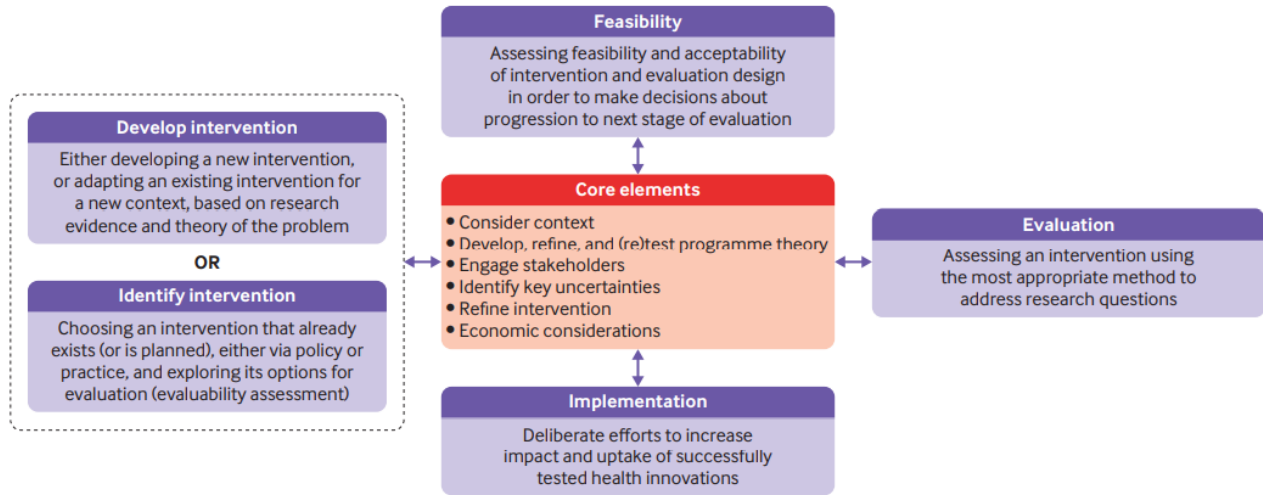 Feasibility
Assessing feasibility and acceptability
of intervention and evaluation design
in order to make decisions about
progression to next stage of evaluation
Develop intervention
Either developing a new intervention,
or adapting an existing intervention for
a new context, based on research
evidence and theory of the problem
OR
Identify intervention
Choosing an intervention that already
exists (or is planned), either via policy or
practice, and exploring its options for
evaluation (evaluability assessment)
Core elements
• Consider context
• Develop, refine, and (re)test programme theory
• Engage stakeholders
• Identify key uncertainties
• Refine intervention
• Economic considerations
Evaluation
Assessing an intervention using
the most appropriate method to
address research questions
Implementation
Deliberate efforts to increase
impact and uptake of successfully
tested health innovations